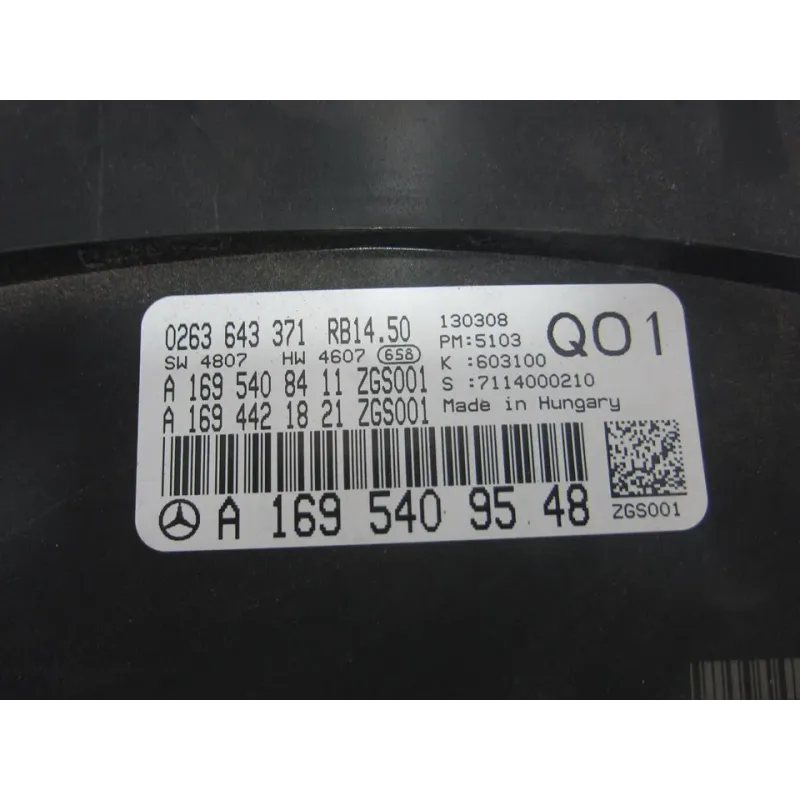 0263 643 371 RB14.50
SW 4807 HW 4607 658
A 169 540 84 11 ZGS001
A 169 442 18 21 ZGS001
130308
PM:5103
K :603100
S :7114000210
Made in Hungary
Q01
A 169 540 95 48
ZGS001